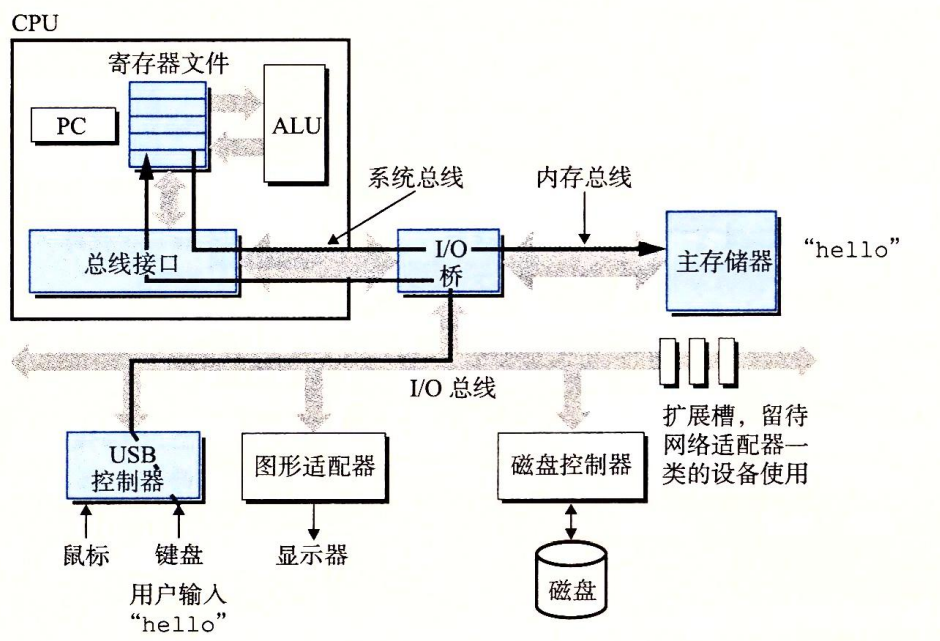 CPU
寄存器文件
PC
ALU
系统总线
内存总线
总线接口
I/O
桥
主存储器
“hello”
I/O 总线
扩展槽，留待
网络适配器一
类的设备使用
USB
控制器
图形适配器
磁盘控制器
鼠标
键盘
显示器
磁盘
用户输入
“hello”